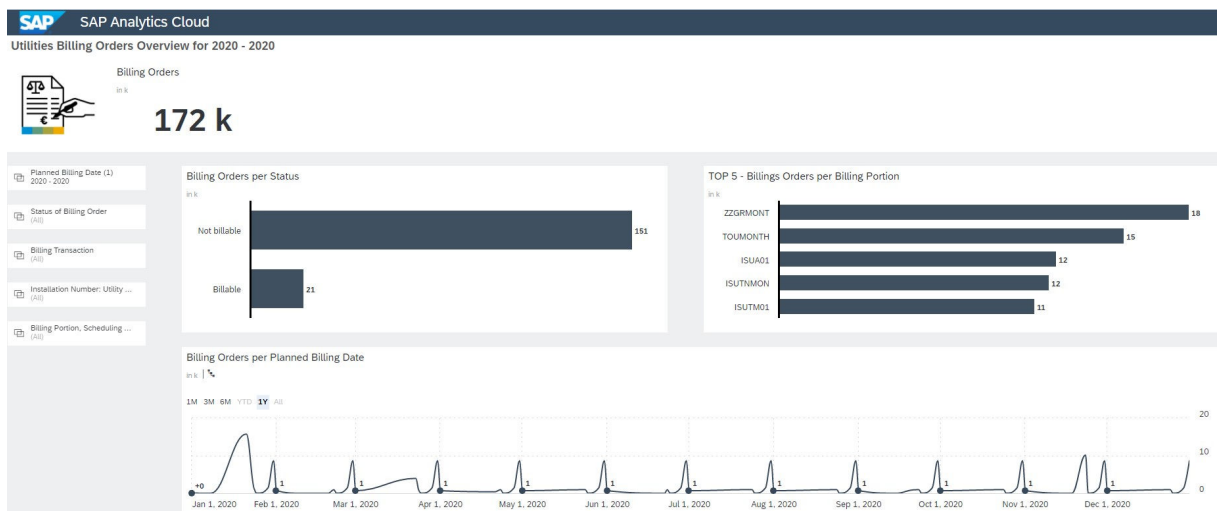 SAP SAP Analytics Cloud
Utilities Billing Orders Overview for 2020 - 2020
Billing Orders
in k
172 k
€
Planned Billing Date (1)
2020 - 2020
Status of Billing Order
(All)
Billing Transaction
(All)
Installation Number: Utility ...
(All)
Billing Portion, Scheduling ...
(All)
Billing Orders per Status
in k
Not billable 151
Billable 21
TOP 5 - Billings Orders per Billing Portion
in k
ZZGRMONT 18
TOUMONTH 15
ISUA01 12
ISUTNMON 12
ISUTM01 11
Billing Orders per Planned Billing Date
in k
1M 3M 6M YTD 1Y All
20
10
0
+0 1 1 1 1 1 1 1 1 1 1 1
Jan 1, 2020 Feb 1, 2020 Mar 1, 2020 Apr 1, 2020 May 1, 2020 Jun 1, 2020 Jul 1, 2020 Aug 1, 2020 Sep 1, 2020 Oct 1, 2020 Nov 1, 2020 Dec 1, 2020